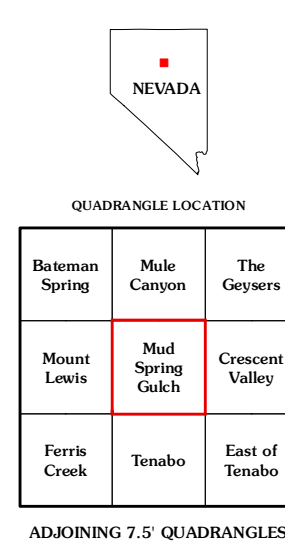 NEVADA
QUADRANGLE LOCATION
Bateman
Spring
Mule
Canyon
The
Geysers
Mount
Lewis
Mud
Spring
Gulch
Crescent
Valley
Ferris
Creek
Tenabo
East of
Tenabo
ADJOINING 7.5' QUADRANGLES